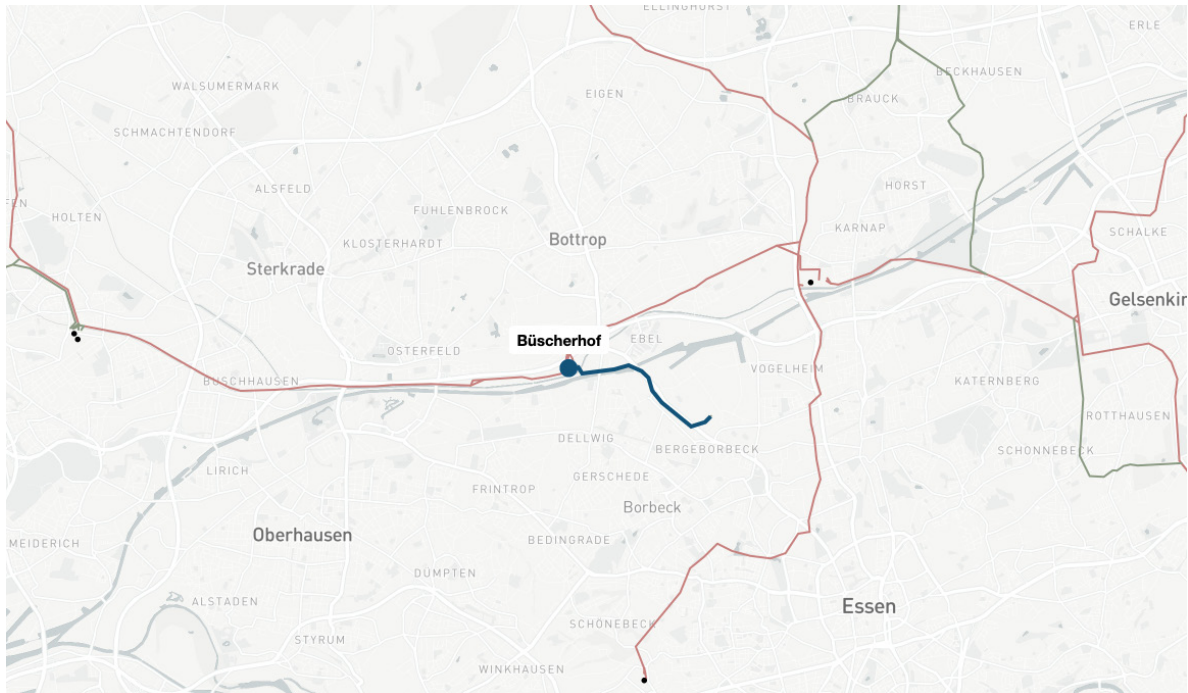 ELLINGHORST
ERLE
BECKHAUSEN
WALSUMERMARK
EIGEN
BRAUCK
SCHMACHTENDORF
ALSFELD
HORST
FUHLENBROCK
HOLTEN
KARNAP
SCHALKE
KLOSTERHARDT
Bottrop
Sterkrade
Gelsenkir
Büscherhof
EBEL
OSTERFELD
VOGELHEIM
BUSCHHAUSEN
KATERNBERG
ROTTHAUSEN
DELLWIG
BERGEBORBECK
SCHONNEBECK
LIRICH
GERSCHEDE
FRINTROP
Borbeck
Oberhausen
MEIDERICH
BEDINGRADE
DÜMPTEN
ALSTADEN
Essen
SCHÖNEBECK
STYRUM
WINKHAUSEN